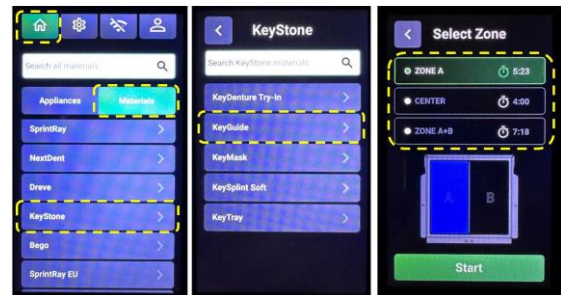 Search all materials
Appliances
Materials
SprintRay
NextDent
Dreve
KeyStone
Bego
SprintRay EU
KeyStone
Search KeyStone materials
KeyDenture Try-In
KeyGuide
KeyMask
KeySplint Soft
KeyTray
Select Zone
ZONE A 5:23
CENTER 4:00
ZONE A+B 7:18
A B
Start